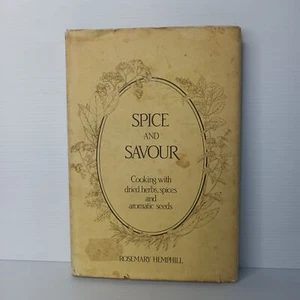 SPICE
AND
SAVOUR
Cooking with
dried herbs, spices
and
aromatic seeds
ROSEMARY HEMPHILL